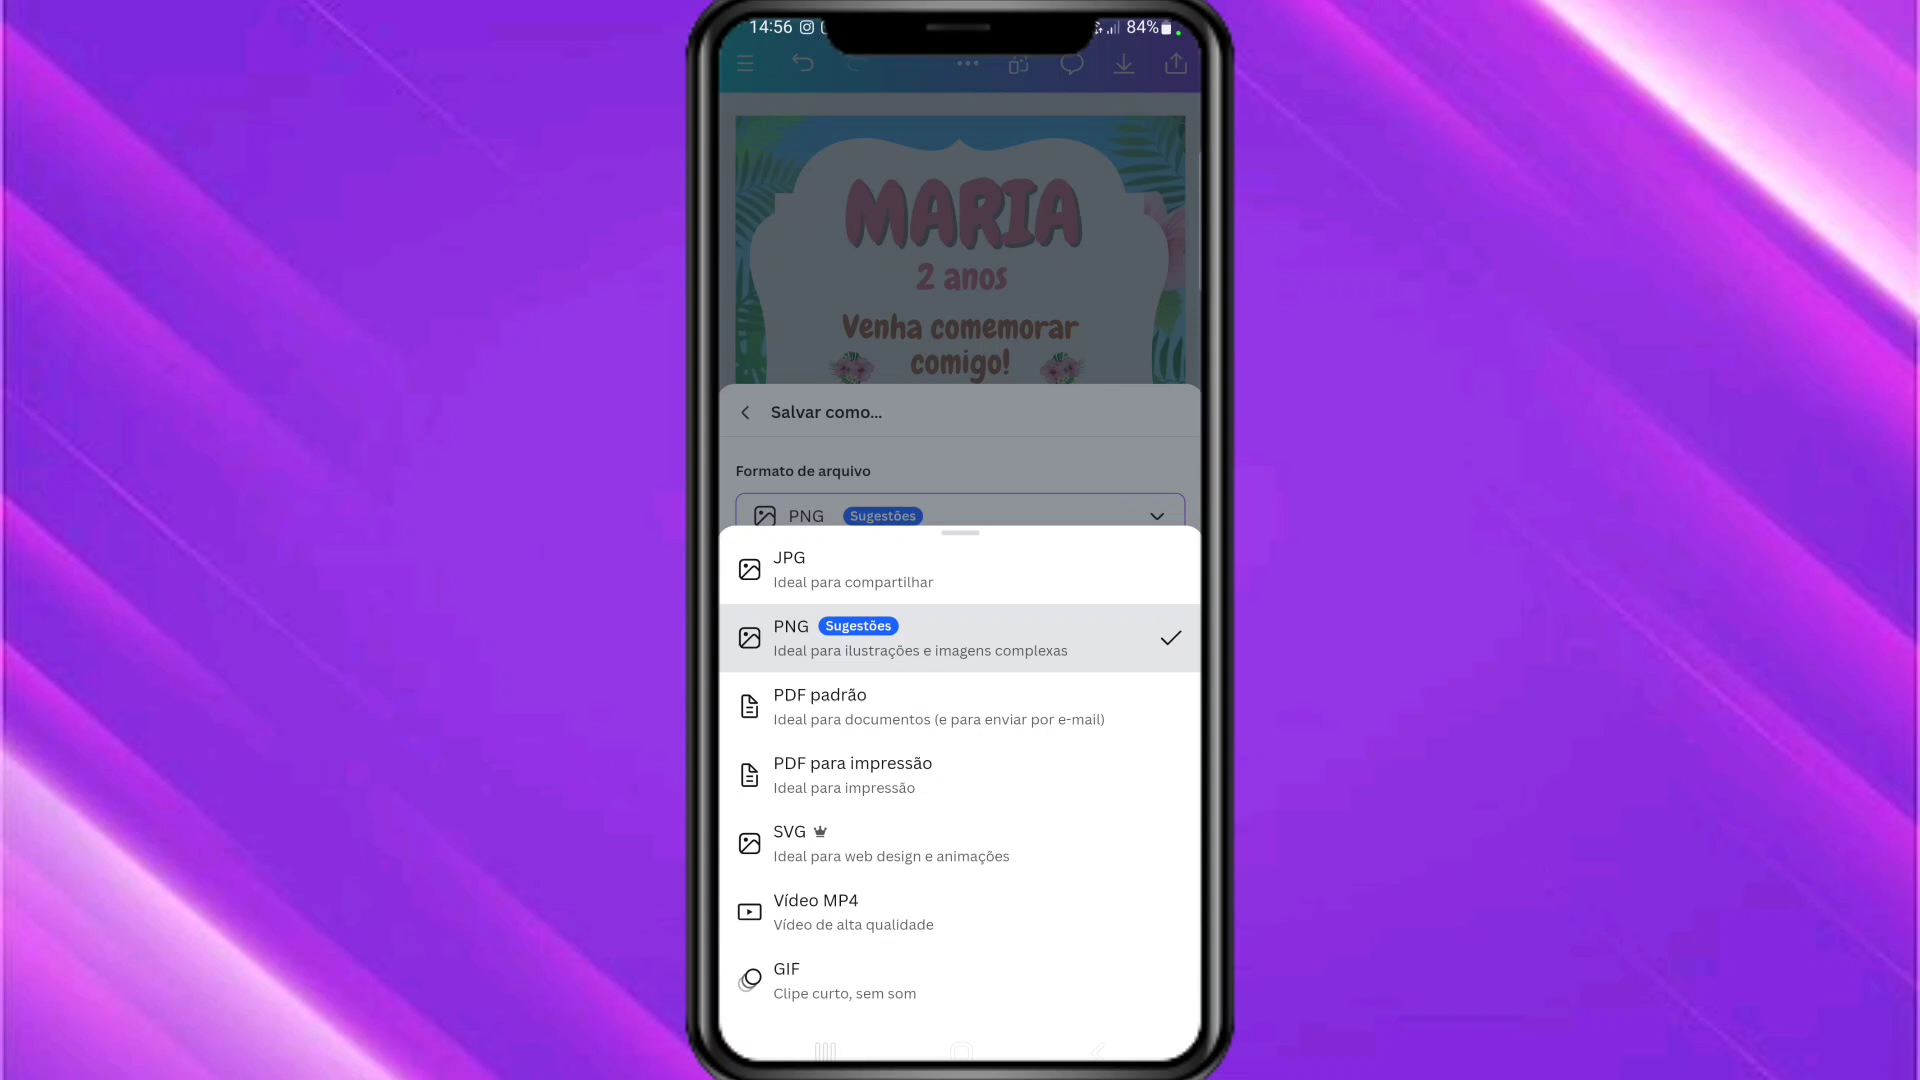 14:56 84%
MARIA
2 anos
Venha comemorar
comigo!
Salvar como...
Formato de arquivo
PNG Sugestões
JPG
Ideal para compartilhar
PNG Sugestões
Ideal para ilustrações e imagens complexas
PDF padrão
Ideal para documentos (e para enviar por e-mail)
PDF para impressão
Ideal para impressão
SVG
Ideal para web design e animações
Vídeo MP4
Vídeo de alta qualidade
GIF
Clipe curto, sem som